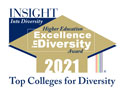 INSIGHT
Into Diversity
Higher Education
Excellence
in
Diversity
Award
2021
Top Colleges for Diversity